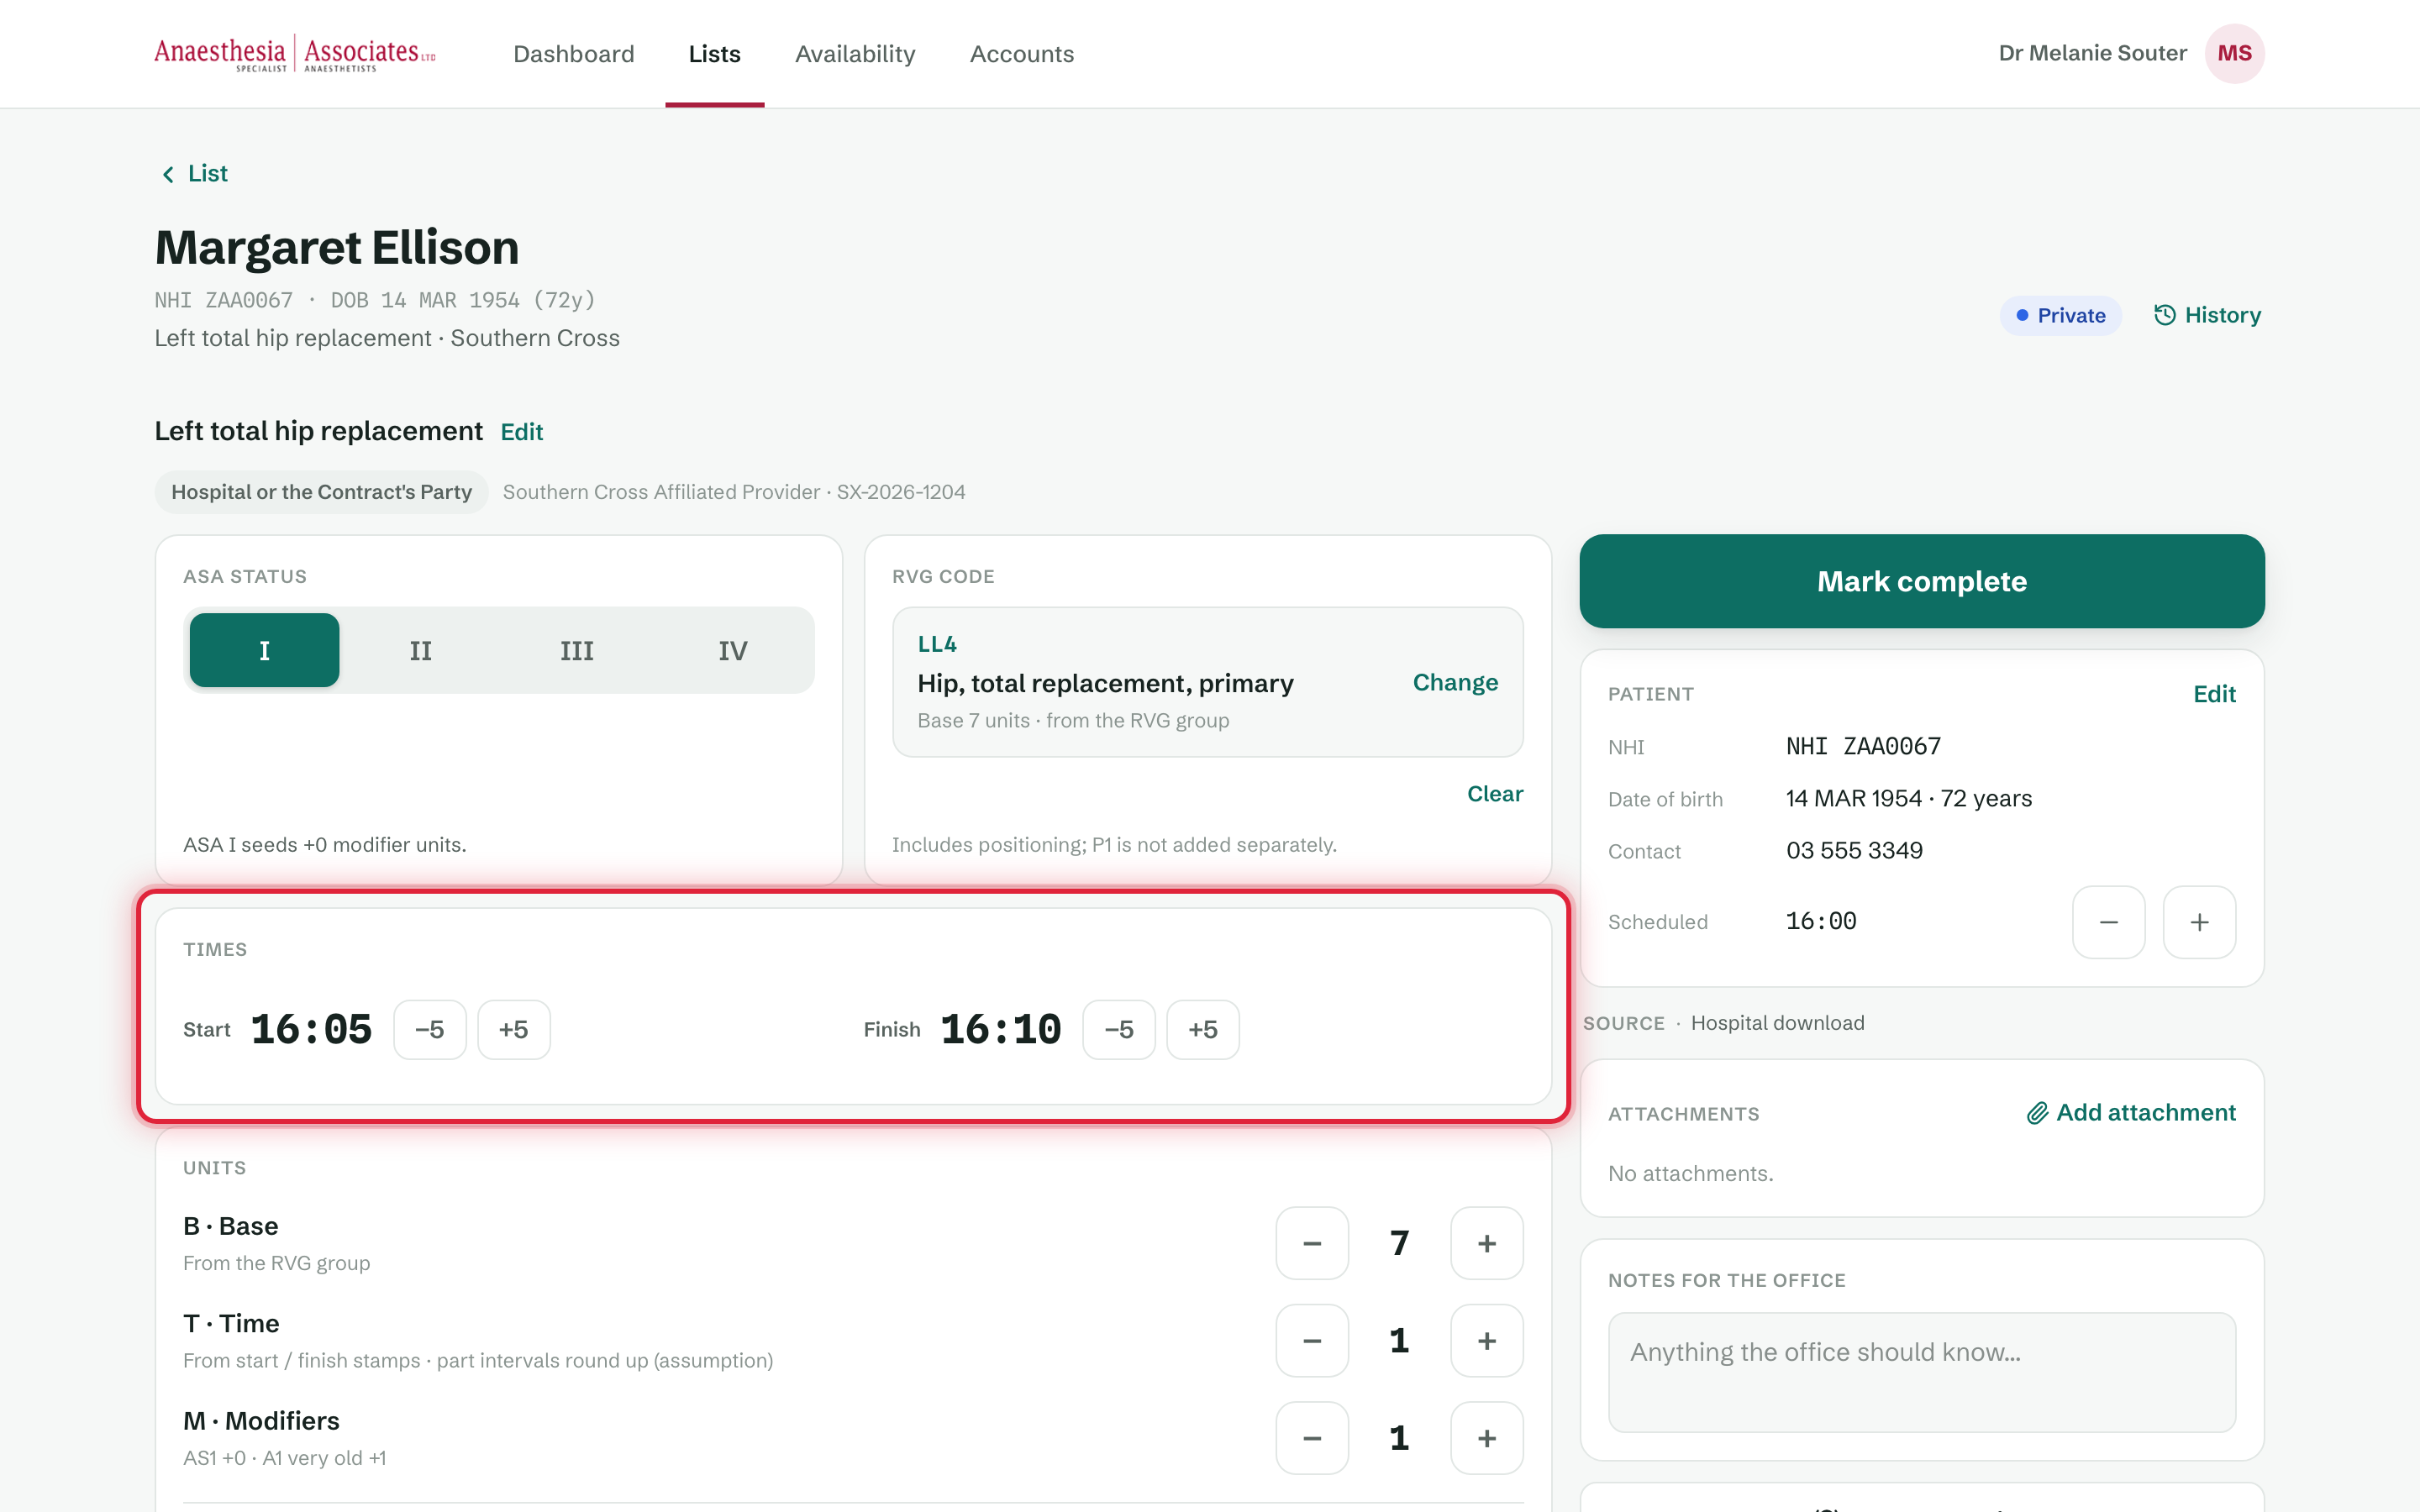 Anaesthesia | Associates LTD
SPECIALIST ANAESTHETISTS
Dashboard
Lists
Availability
Accounts
Dr Melanie Souter
MS
List
Margaret Ellison
NHI ZAA0067 · DOB 14 MAR 1954 (72y)
Left total hip replacement · Southern Cross
Private
History
Left total hip replacement Edit
Hospital or the Contract's Party
Southern Cross Affiliated Provider · SX-2026-1204
ASA STATUS
I II III IV
ASA I seeds +0 modifier units.
RVG CODE
LL4
Hip, total replacement, primary
Change
Base 7 units · from the RVG group
Clear
Includes positioning; P1 is not added separately.
TIMES
Start 16:05 −5 +5
Finish 16:10 −5 +5
UNITS
B · Base
From the RVG group
− 7 +
T · Time
From start / finish stamps · part intervals round up (assumption)
− 1 +
M · Modifiers
AS1 +0 · A1 very old +1
− 1 +
Mark complete
PATIENT
Edit
NHI NHI ZAA0067
Date of birth 14 MAR 1954 · 72 years
Contact 03 555 3349
Scheduled 16:00 − +
SOURCE · Hospital download
ATTACHMENTS
Add attachment
No attachments.
NOTES FOR THE OFFICE
Anything the office should know...